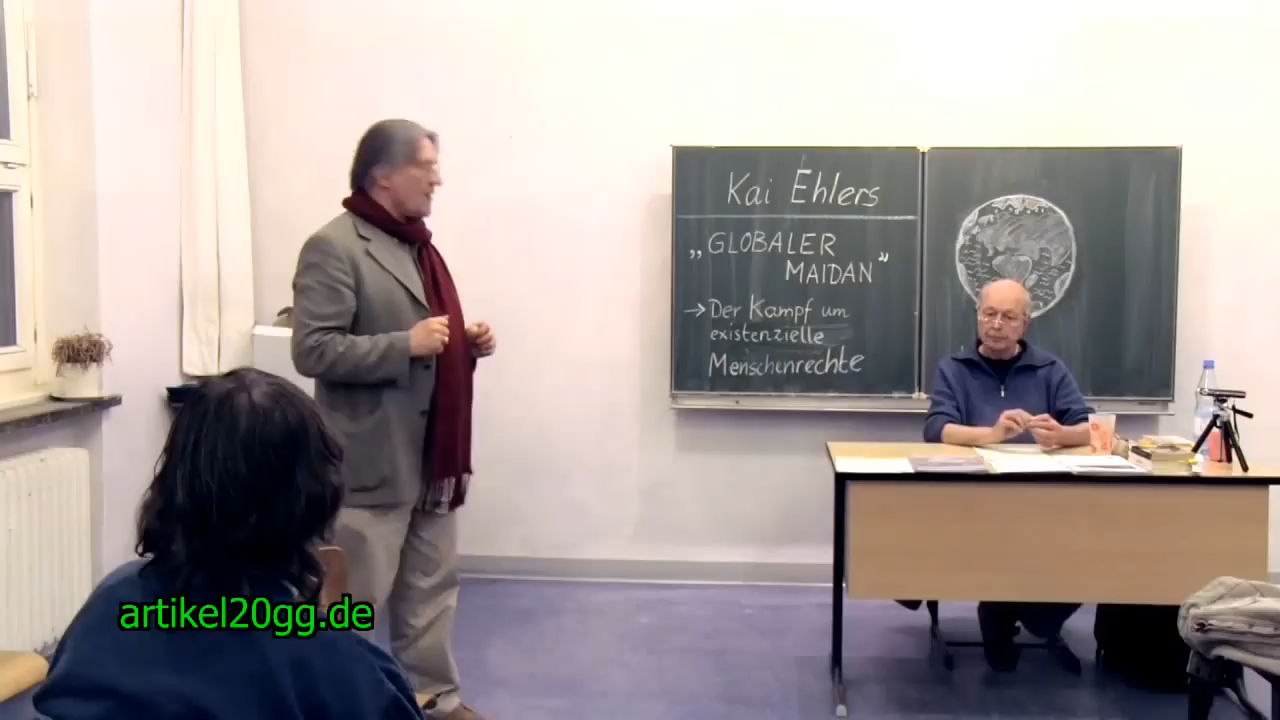 Kai Ehlers
„GLOBALER
MAIDAN"
→ Der Kampf um
existenzielle
Menschenrechte
artikel20gg.de